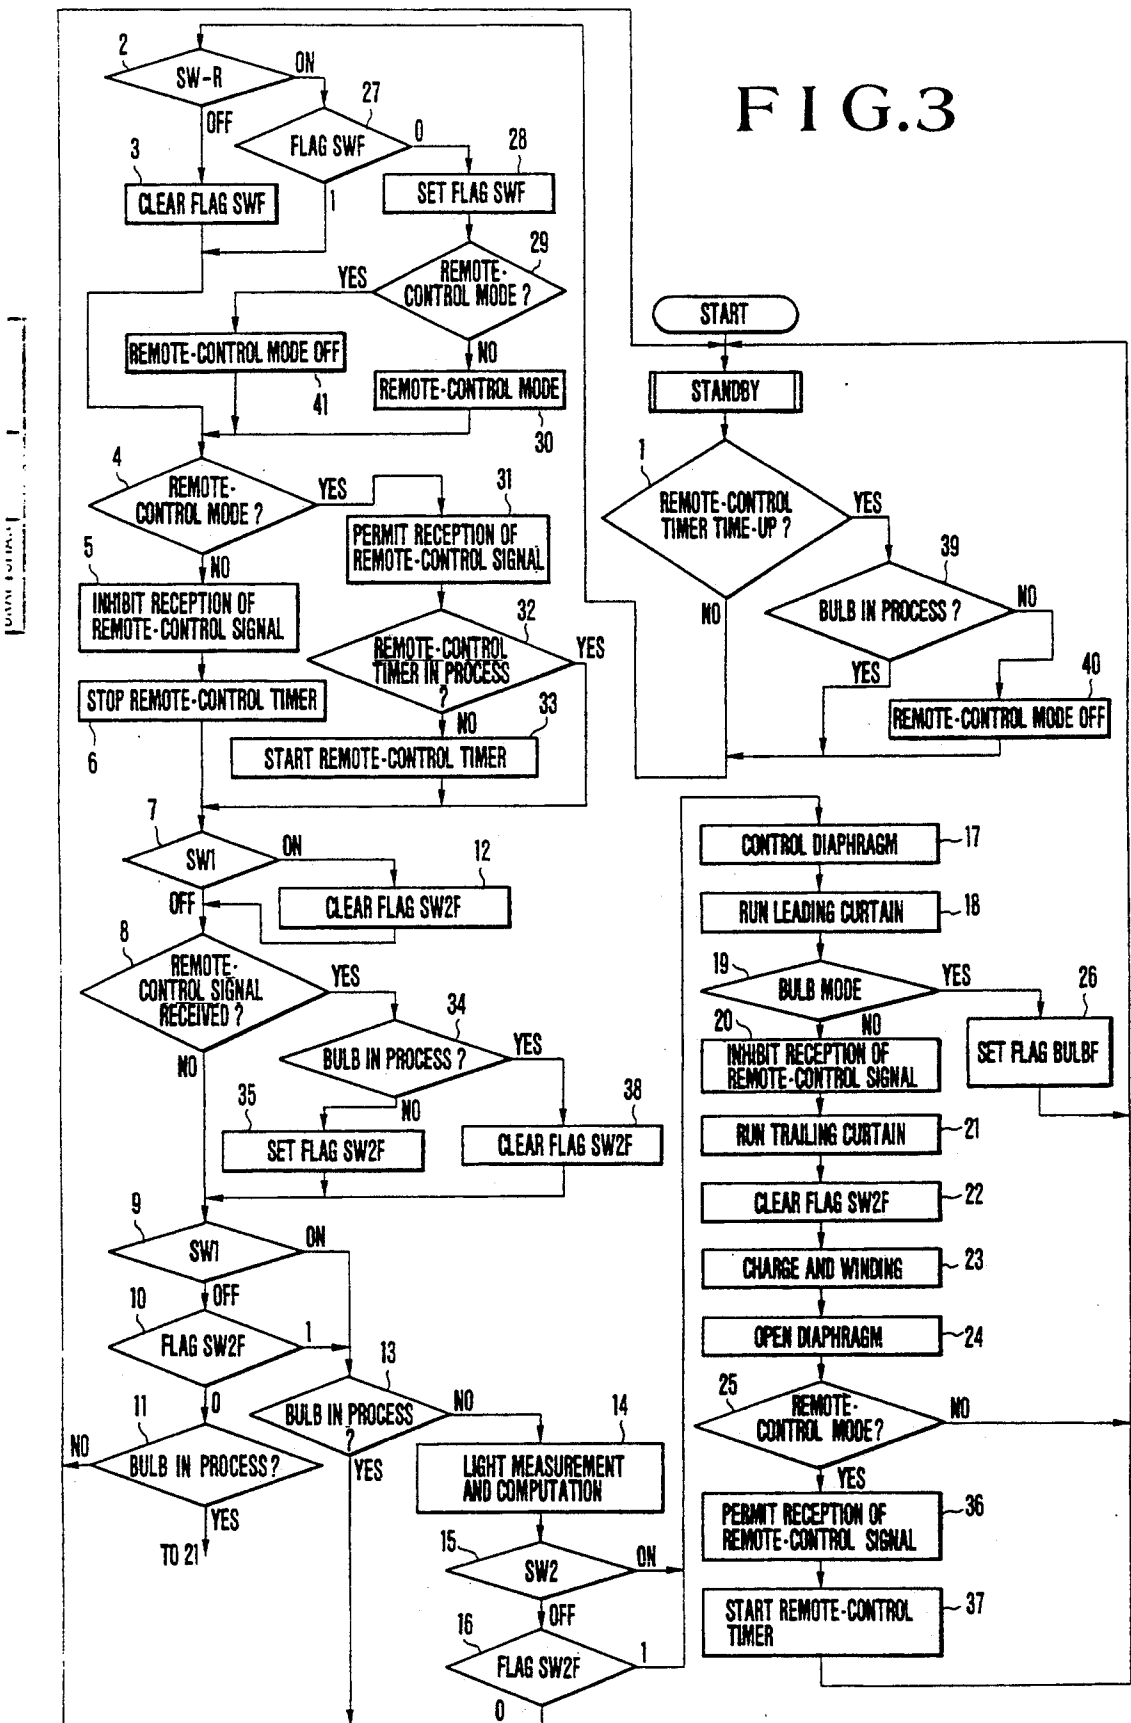 FIG.3
2
SW-R
ON
OFF
27
FLAG SWF
0
1
3
CLEAR FLAG SWF
28
SET FLAG SWF
29
REMOTE-
CONTROL MODE ?
YES
NO
REMOTE-CONTROL MODE OFF
41
REMOTE-CONTROL MODE
30
4
REMOTE-
CONTROL MODE ?
YES
NO
31
PERMIT RECEPTION OF
REMOTE-CONTROL SIGNAL
5
INHIBIT RECEPTION OF
REMOTE-CONTROL SIGNAL
32
REMOTE-CONTROL
TIMER IN PROCESS
?
YES
NO
STOP REMOTE-CONTROL TIMER
6
33
START REMOTE-CONTROL TIMER
7
SW1
ON
OFF
12
CLEAR FLAG SW2F
8
REMOTE-
CONTROL SIGNAL
RECEIVED ?
YES
NO
34
BULB IN PROCESS ?
YES
NO
35
SET FLAG SW2F
38
CLEAR FLAG SW2F
9
SW1
ON
OFF
10
FLAG SW2F
1
0
11
BULB IN PROCESS?
NO
YES
TO 21
13
BULB IN PROCESS
?
NO
YES
14
LIGHT MEASUREMENT
AND COMPUTATION
15
SW2
ON
OFF
16
FLAG SW2F
1
0
START
STANDBY
1
REMOTE-CONTROL
TIMER TIME-UP ?
YES
NO
39
BULB IN PROCESS ?
NO
YES
40
REMOTE-CONTROL MODE OFF
CONTROL DIAPHRAGM
17
RUN LEADING CURTAIN
18
19
BULB MODE
YES
NO
26
SET FLAG BULBF
20
INHIBIT RECEPTION OF
REMOTE-CONTROL SIGNAL
RUN TRAILING CURTAIN
21
CLEAR FLAG SW2F
22
CHARGE AND WINDING
23
OPEN DIAPHRAGM
24
25
REMOTE-
CONTROL MODE?
NO
YES
PERMIT RECEPTION OF
REMOTE-CONTROL SIGNAL
36
START REMOTE-CONTROL
TIMER
37